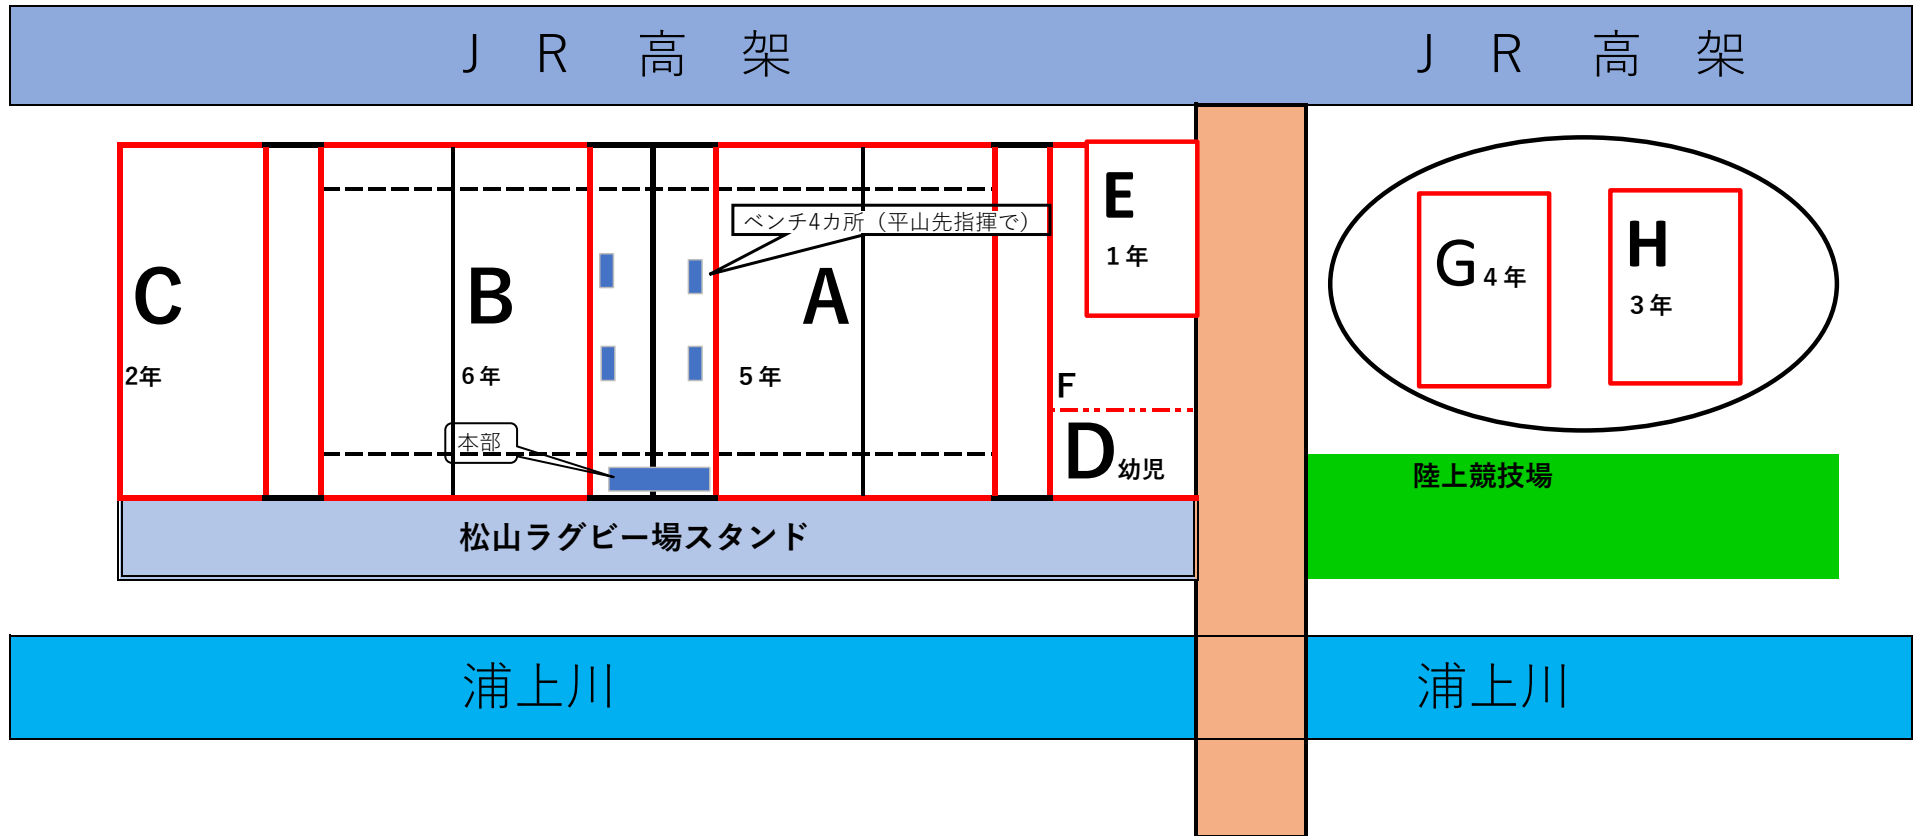 ＪＲ高架
ＪＲ高架
E
1年
ベンチ4カ所（平山先指揮で）
C
2年
B
6年
A
5年
G 4年
H
3年
F
D 幼児
本部
松山ラグビー場スタンド
陸上競技場
浦上川
浦上川